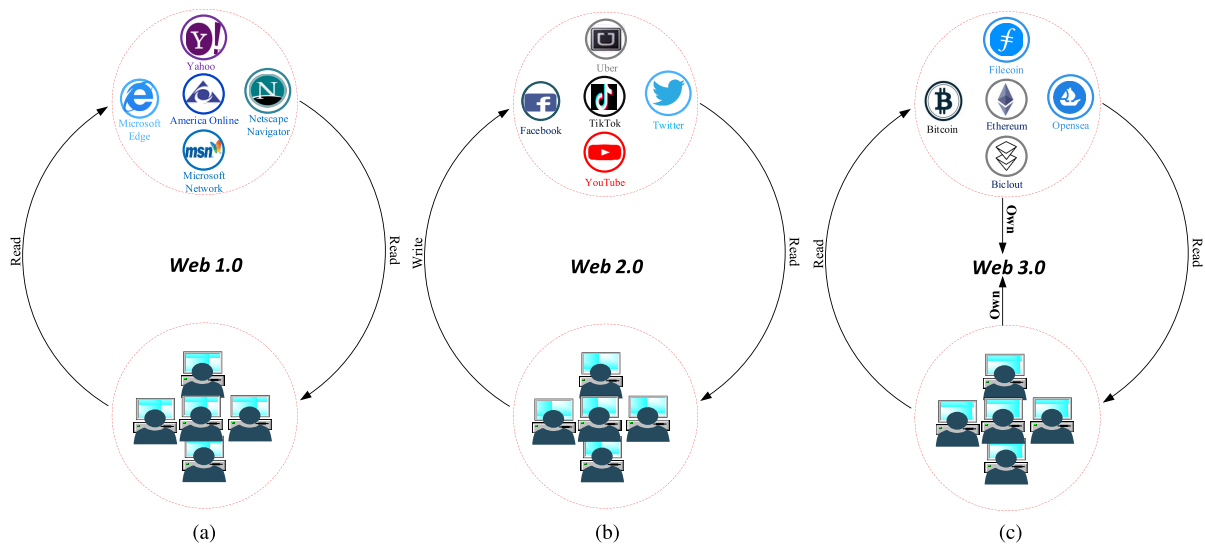 Yahoo
Microsoft
Edge
America Online
Netscape
Navigator
msn
Microsoft
Network
Read
Read
Web 1.0
(a)
Uber
Facebook
TikTok
Twitter
YouTube
Write
Read
Web 2.0
(b)
Filecoin
Bitcoin
Ethereum
Opensea
Biclout
Own
Read
Read
Web 3.0
Own
(c)